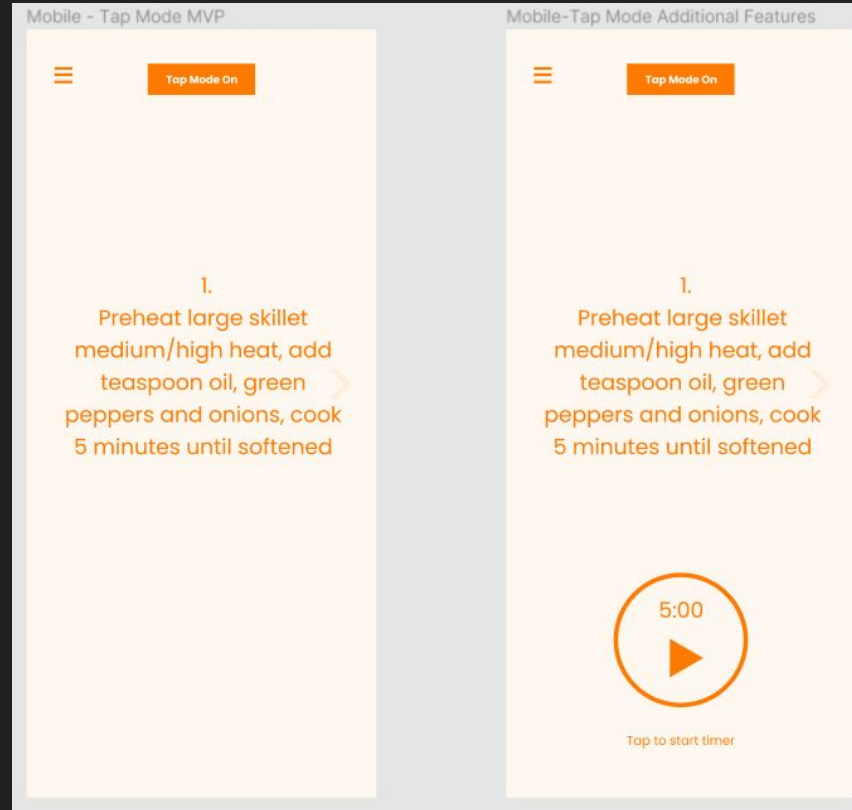 Mobile - Tap Mode MVP
Tap Mode On
1.
Preheat large skillet
medium/high heat, add
teaspoon oil, green
peppers and onions, cook
5 minutes until softened
Mobile-Tap Mode Additional Features
Tap Mode On
1.
Preheat large skillet
medium/high heat, add
teaspoon oil, green
peppers and onions, cook
5 minutes until softened
5:00
Tap to start timer